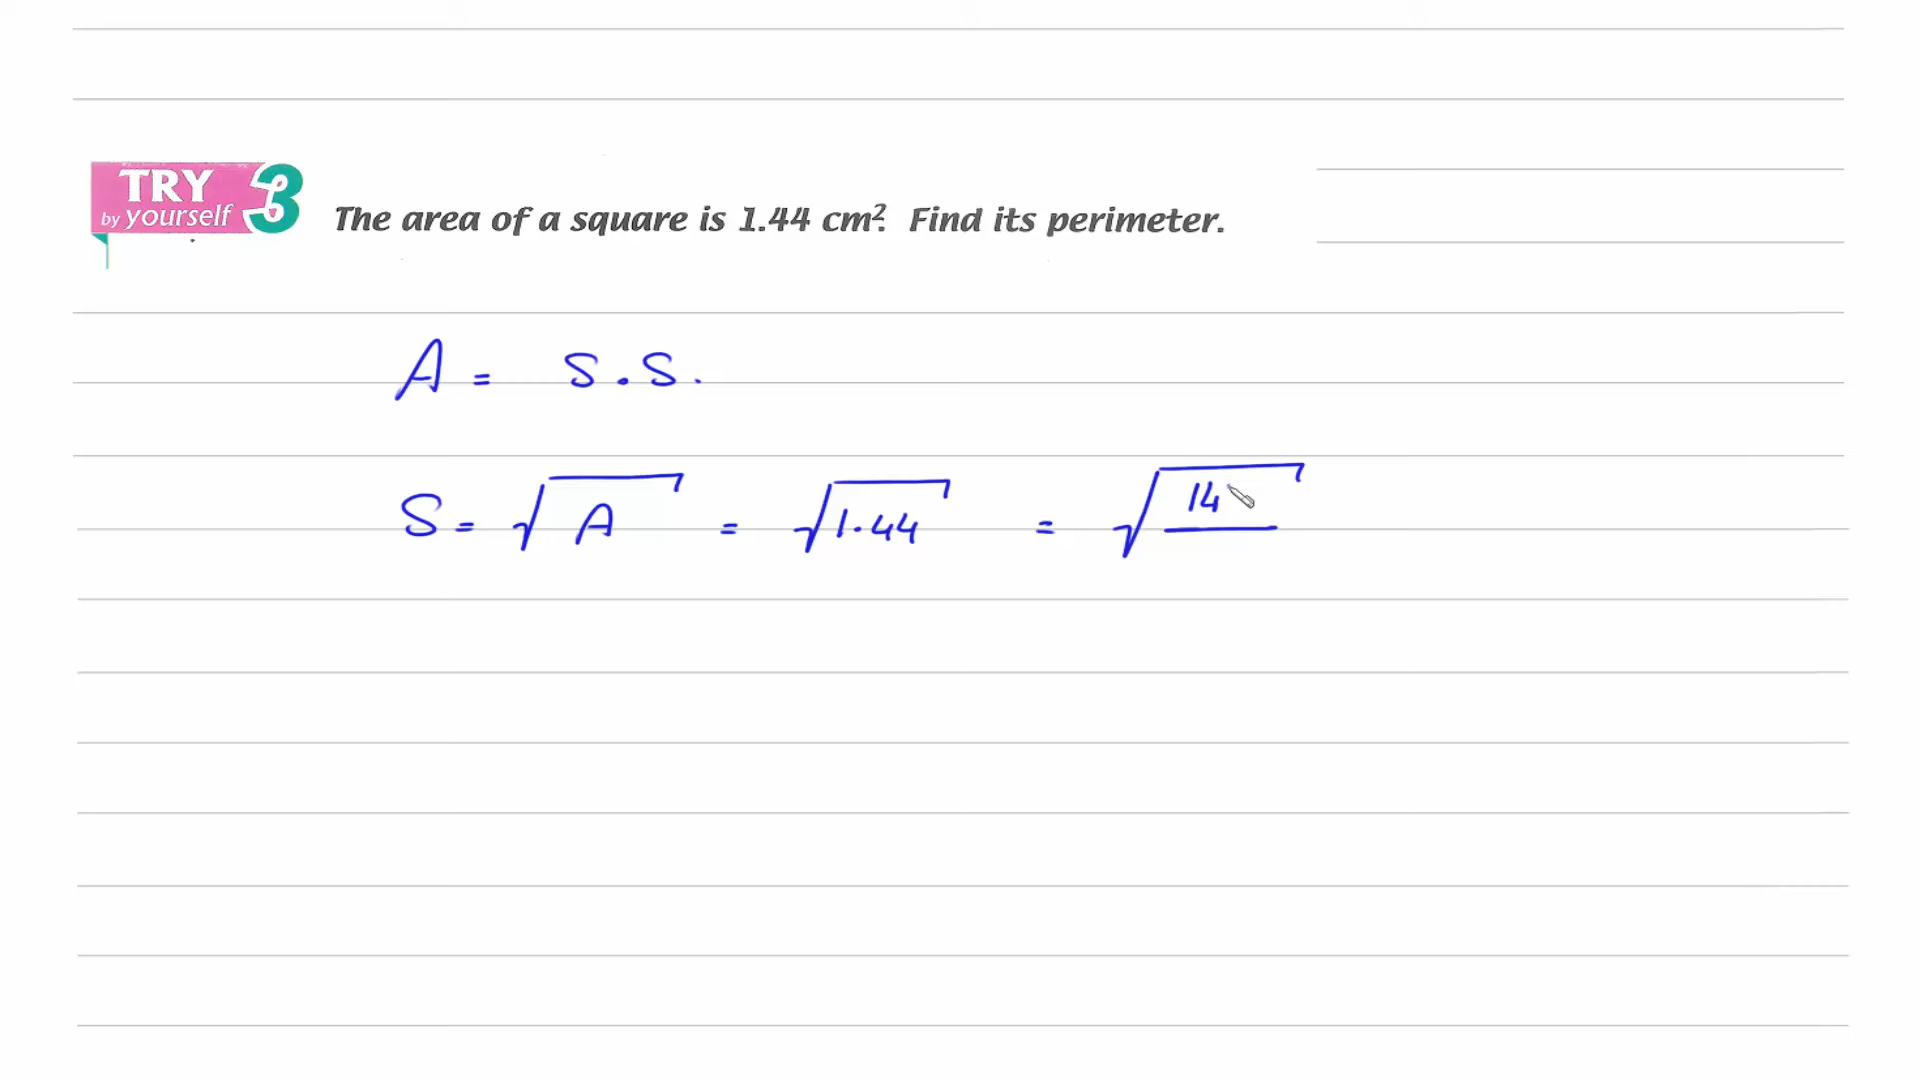 TRY 3
by yourself
The area of a square is 1.44 cm². Find its perimeter.
A = S . S .
S = √A = √1.44 = √14